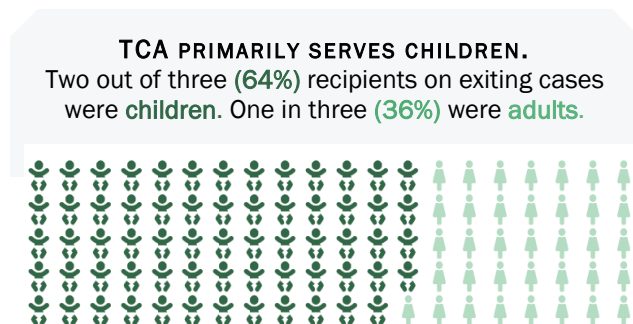 TCA PRIMARILY SERVES CHILDREN.
Two out of three (64%) recipients on exiting cases
were children. One in three (36%) were adults.